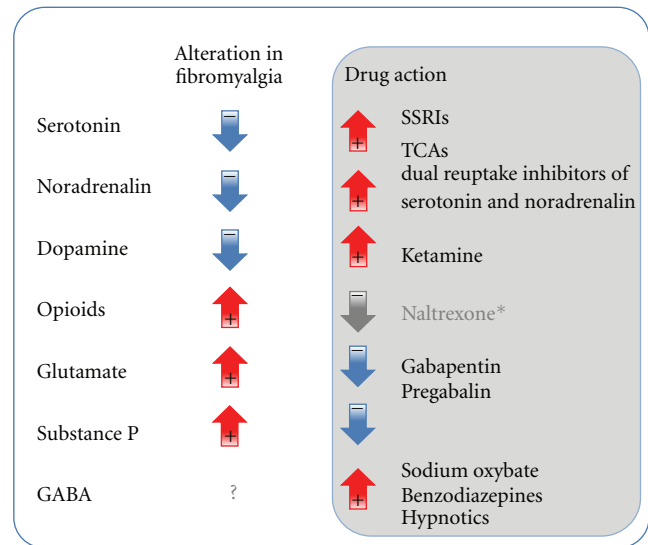 Alteration in
fibromyalgia
Drug action
Serotonin
−
+
SSRIs
TCAs
Noradrenalin
−
+
dual reuptake inhibitors of
serotonin and noradrenalin
Dopamine
−
+
Ketamine
Opioids
+
−
Naltrexone*
Glutamate
+
−
Gabapentin
Pregabalin
Substance P
+
−
GABA
?
+
Sodium oxybate
Benzodiazepines
Hypnotics